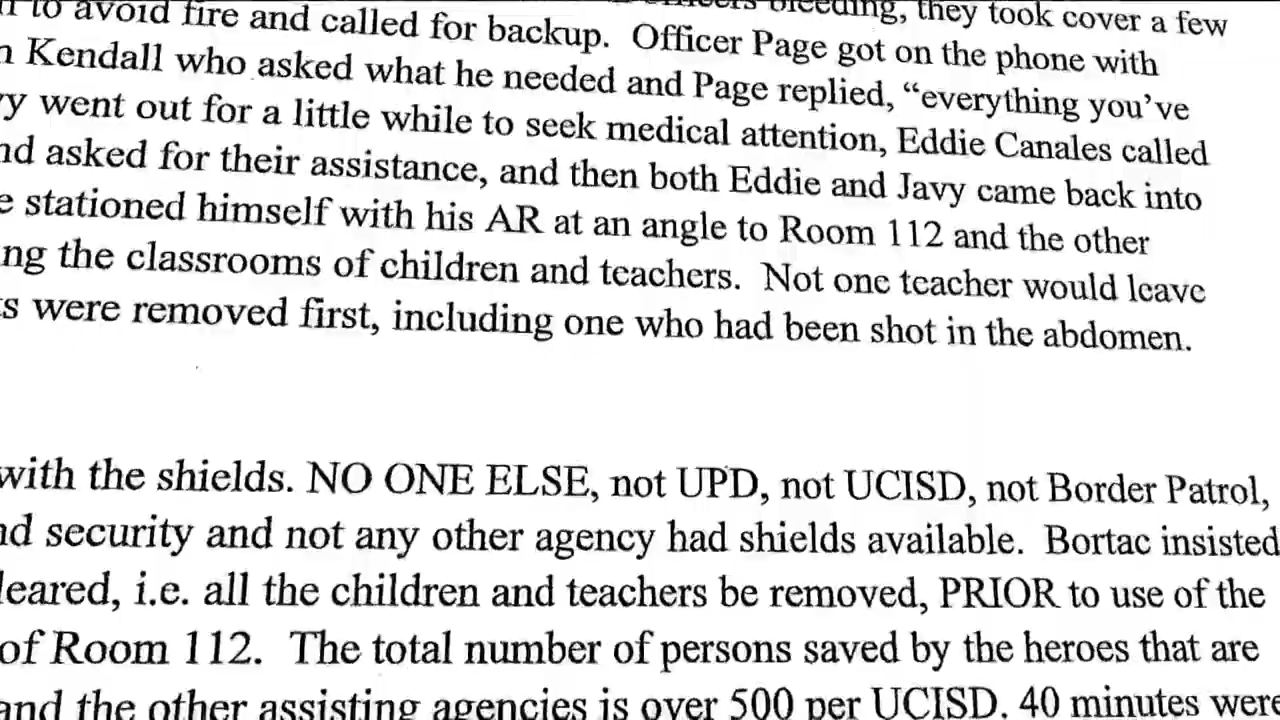 to avoid fire and called for backup. Officer Page got on the phone with
bleeding, they took cover a few
Kendall who asked what he needed and Page replied, “everything you’ve
went out for a little while to seek medical attention, Eddie Canales called
asked for their assistance, and then both Eddie and Javy came back into
stationed himself with his AR at an angle to Room 112 and the other
the classrooms of children and teachers. Not one teacher would leave
were removed first, including one who had been shot in the abdomen.
with the shields. NO ONE ELSE, not UPD, not UCISD, not Border Patrol,
security and not any other agency had shields available. Bortac insisted
leared, i.e. all the children and teachers be removed, PRIOR to use of the
of Room 112. The total number of persons saved by the heroes that are
and the other assisting agencies is over 500 per UCISD. 40 minutes were